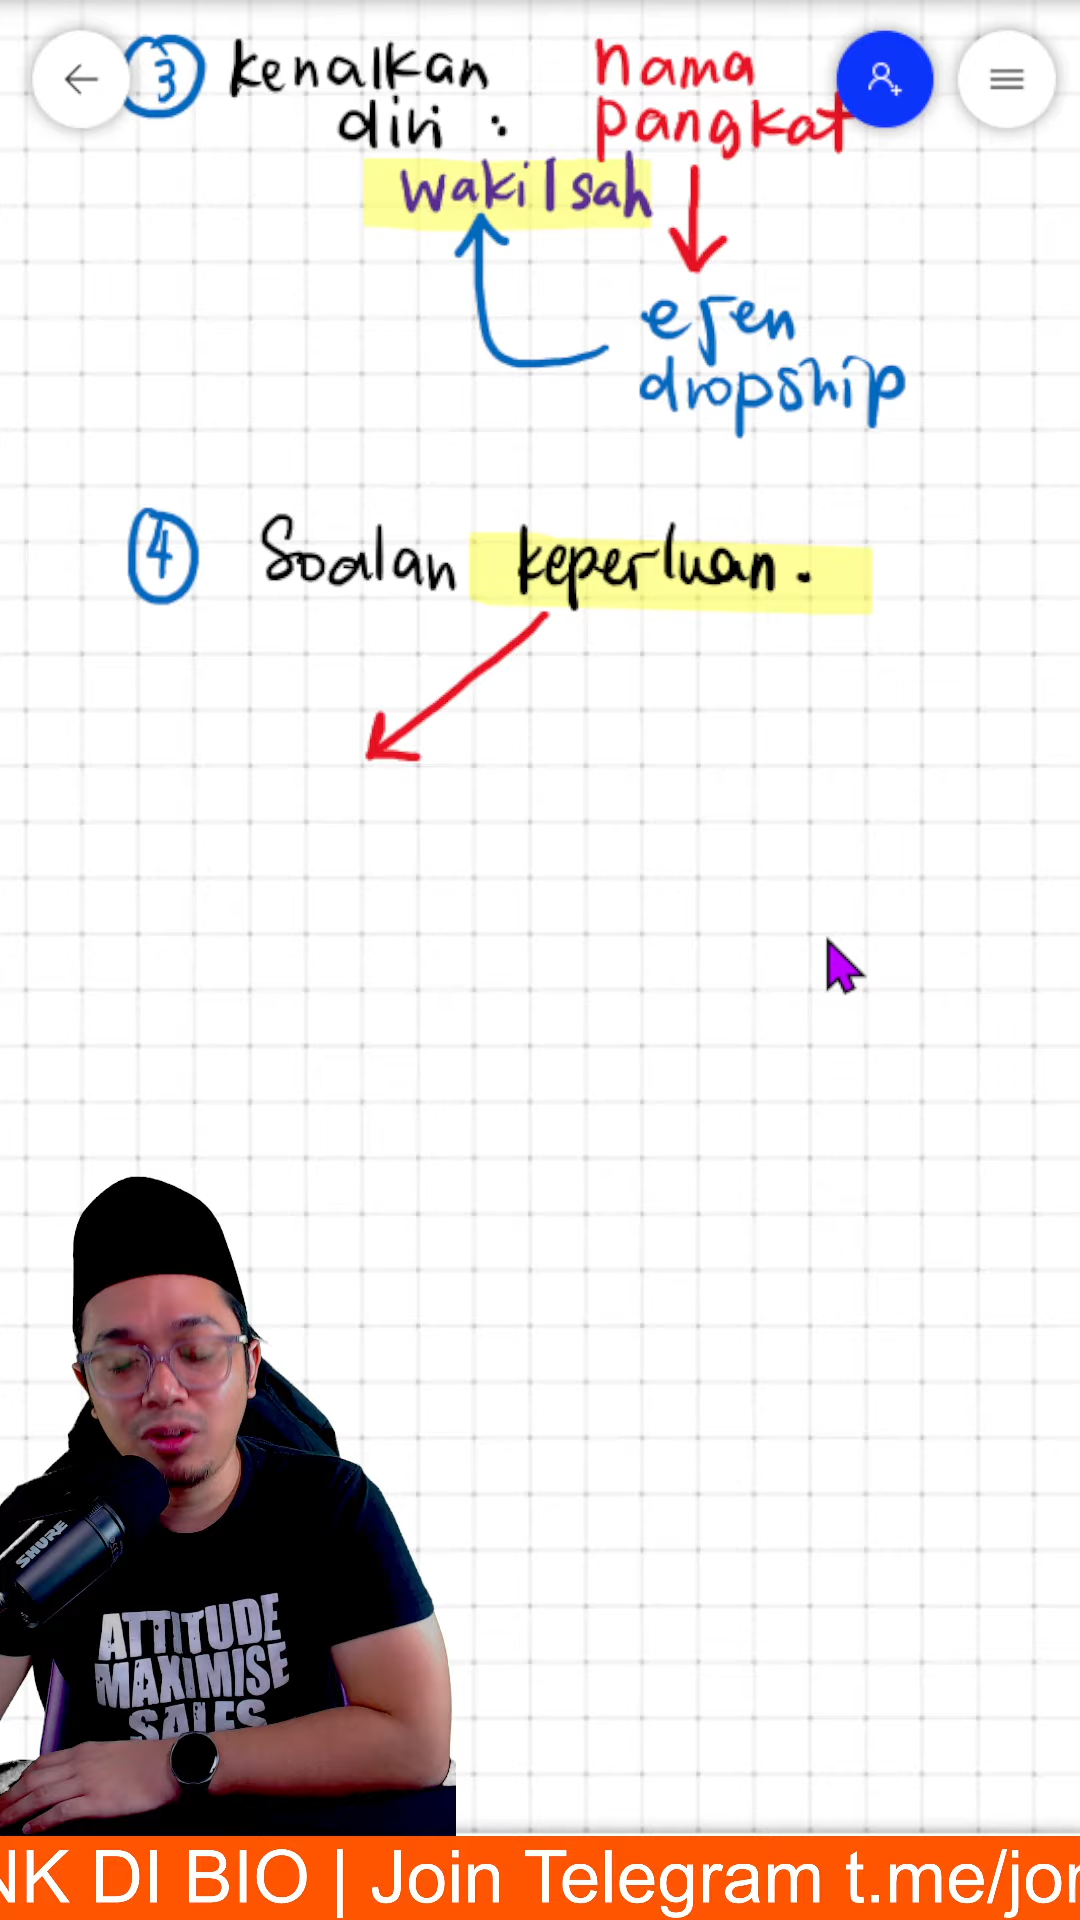 3 kenalkan nama
diri : pangkat
wakil sah
ejen
dropship
4 Soalan keperluan.
SHURE
ATTITUDE
MAXIMISE
SALES
NK DI BIO | Join Telegram t.me/jor